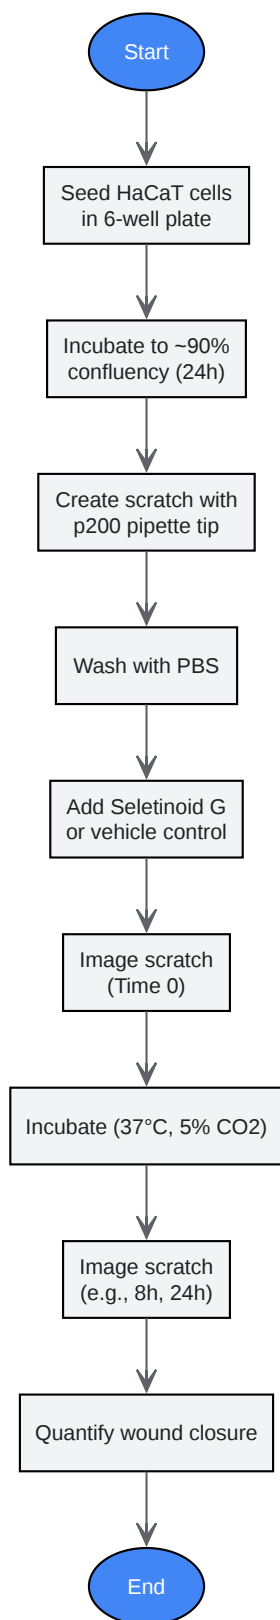 Start
Seed HaCaT cells
in 6-well plate
Incubate to ~90%
confluency (24h)
Create scratch with
p200 pipette tip
Wash with PBS
Add Seletinoid G
or vehicle control
Image scratch
(Time 0)
Incubate (37°C, 5% CO2)
Image scratch
(e.g., 8h, 24h)
Quantify wound closure
End